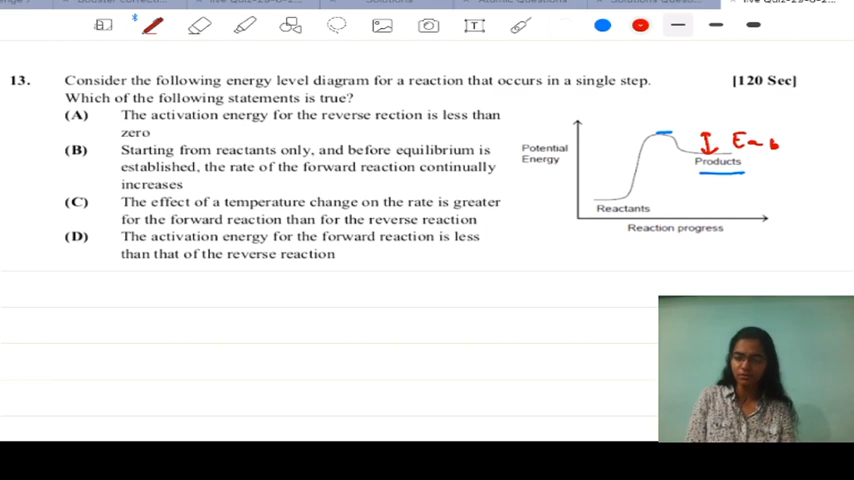 13. Consider the following energy level diagram for a reaction that occurs in a single step. [120 Sec]
Which of the following statements is true?
(A) The activation energy for the reverse rection is less than
zero
(B) Starting from reactants only, and before equilibrium is
established, the rate of the forward reaction continually
increases
(C) The effect of a temperature change on the rate is greater
for the forward reaction than for the reverse reaction
(D) The activation energy for the forward reaction is less
than that of the reverse reaction
Potential
Energy
Ea b
Products
Reactants
Reaction progress